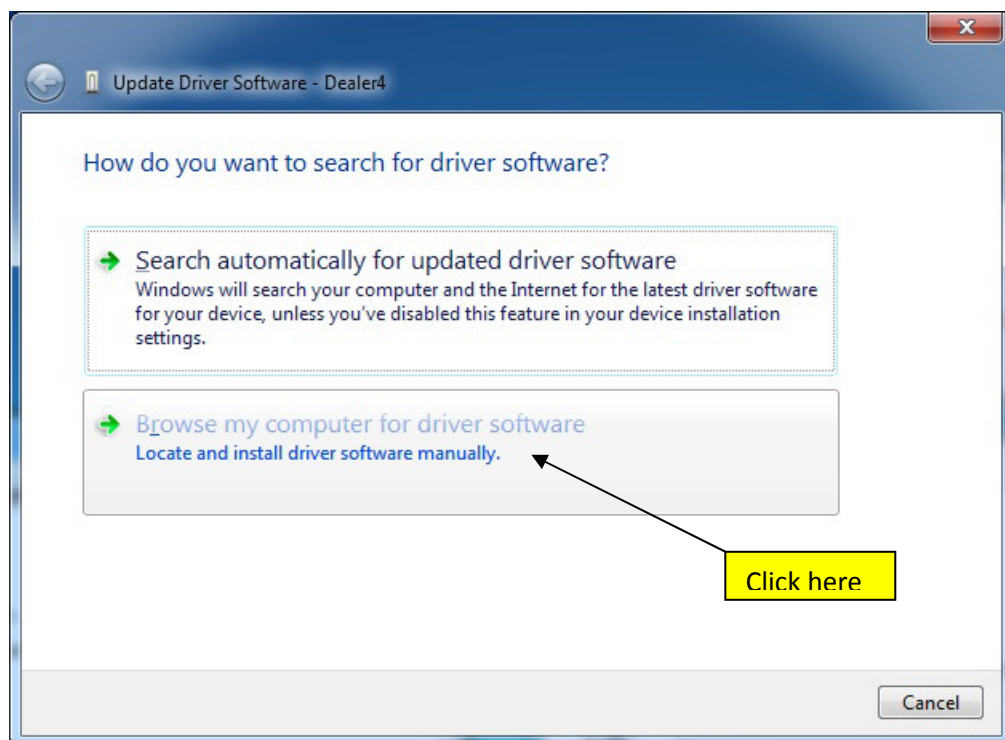 x
Update Driver Software - Dealer4
How do you want to search for driver software?
Search automatically for updated driver software
Windows will search your computer and the Internet for the latest driver software
for your device, unless you've disabled this feature in your device installation
settings.
Browse my computer for driver software
Locate and install driver software manually.
Click here
Cancel